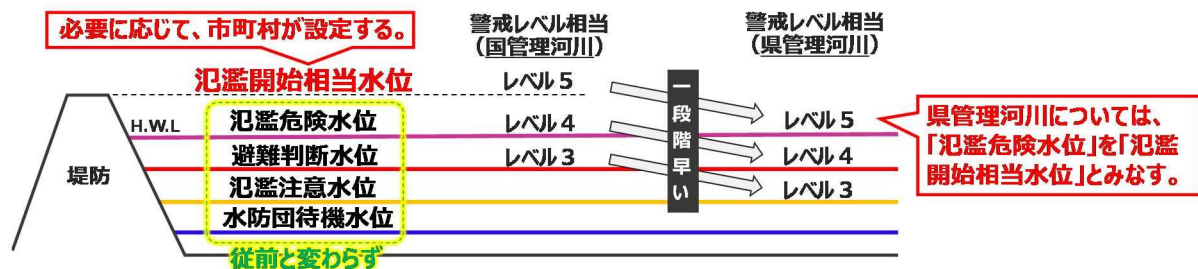 必要に応じて、市町村が設定する。
警戒レベル相当
(国管理河川)
警戒レベル相当
(県管理河川)
氾濫開始相当水位
レベル5
H.W.L
氾濫危険水位
レベル4
レベル5
避難判断水位
レベル3
レベル4
氾濫注意水位
レベル3
水防団待機水位
従前と変わらず
堤防
一段階早い
県管理河川については、
「氾濫危険水位」を「氾濫
開始相当水位」とみなす。